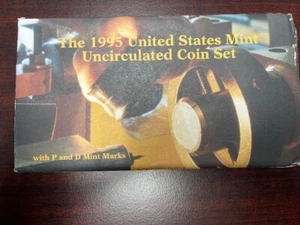 The 1995 United States Mint
Uncirculated Coin Set
with P and D Mint Marks